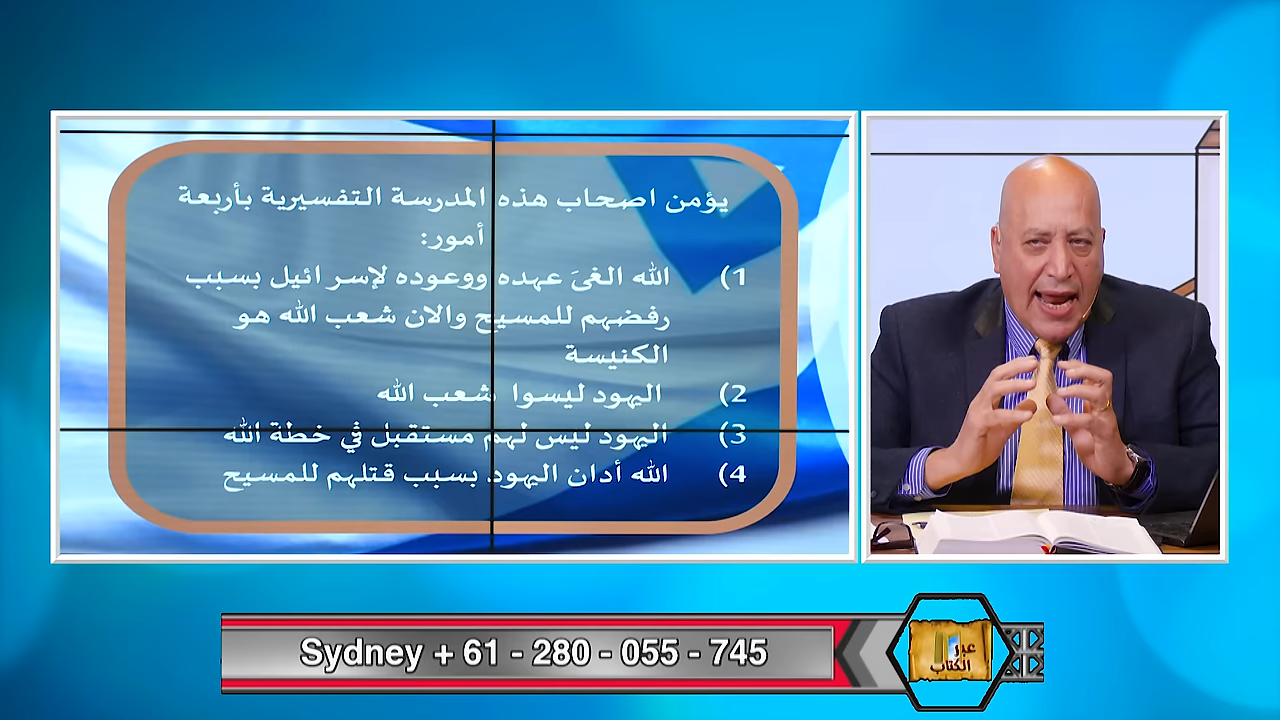 يؤمن اصحاب هذه المدرسة التفسيرية بأربعة
أمور:
1) الله الغىَ عهده ووعوده لإسرائيل بسبب
رفضهم للمسيح والان شعب الله هو
الكنيسة
2) اليهود ليسوا شعب الله
3) اليهود ليس لهم مستقبل في خطة الله
4) الله أدان اليهود بسبب قتلهم للمسيح
Sydney + 61 - 280 - 055 - 745
عبر
الكتاب